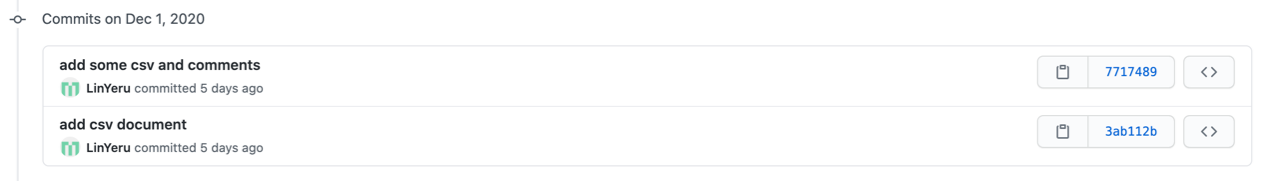 Commits on Dec 1, 2020
add some csv and comments
7717489
LinYeru committed 5 days ago
add csv document
3ab112b
LinYeru committed 5 days ago